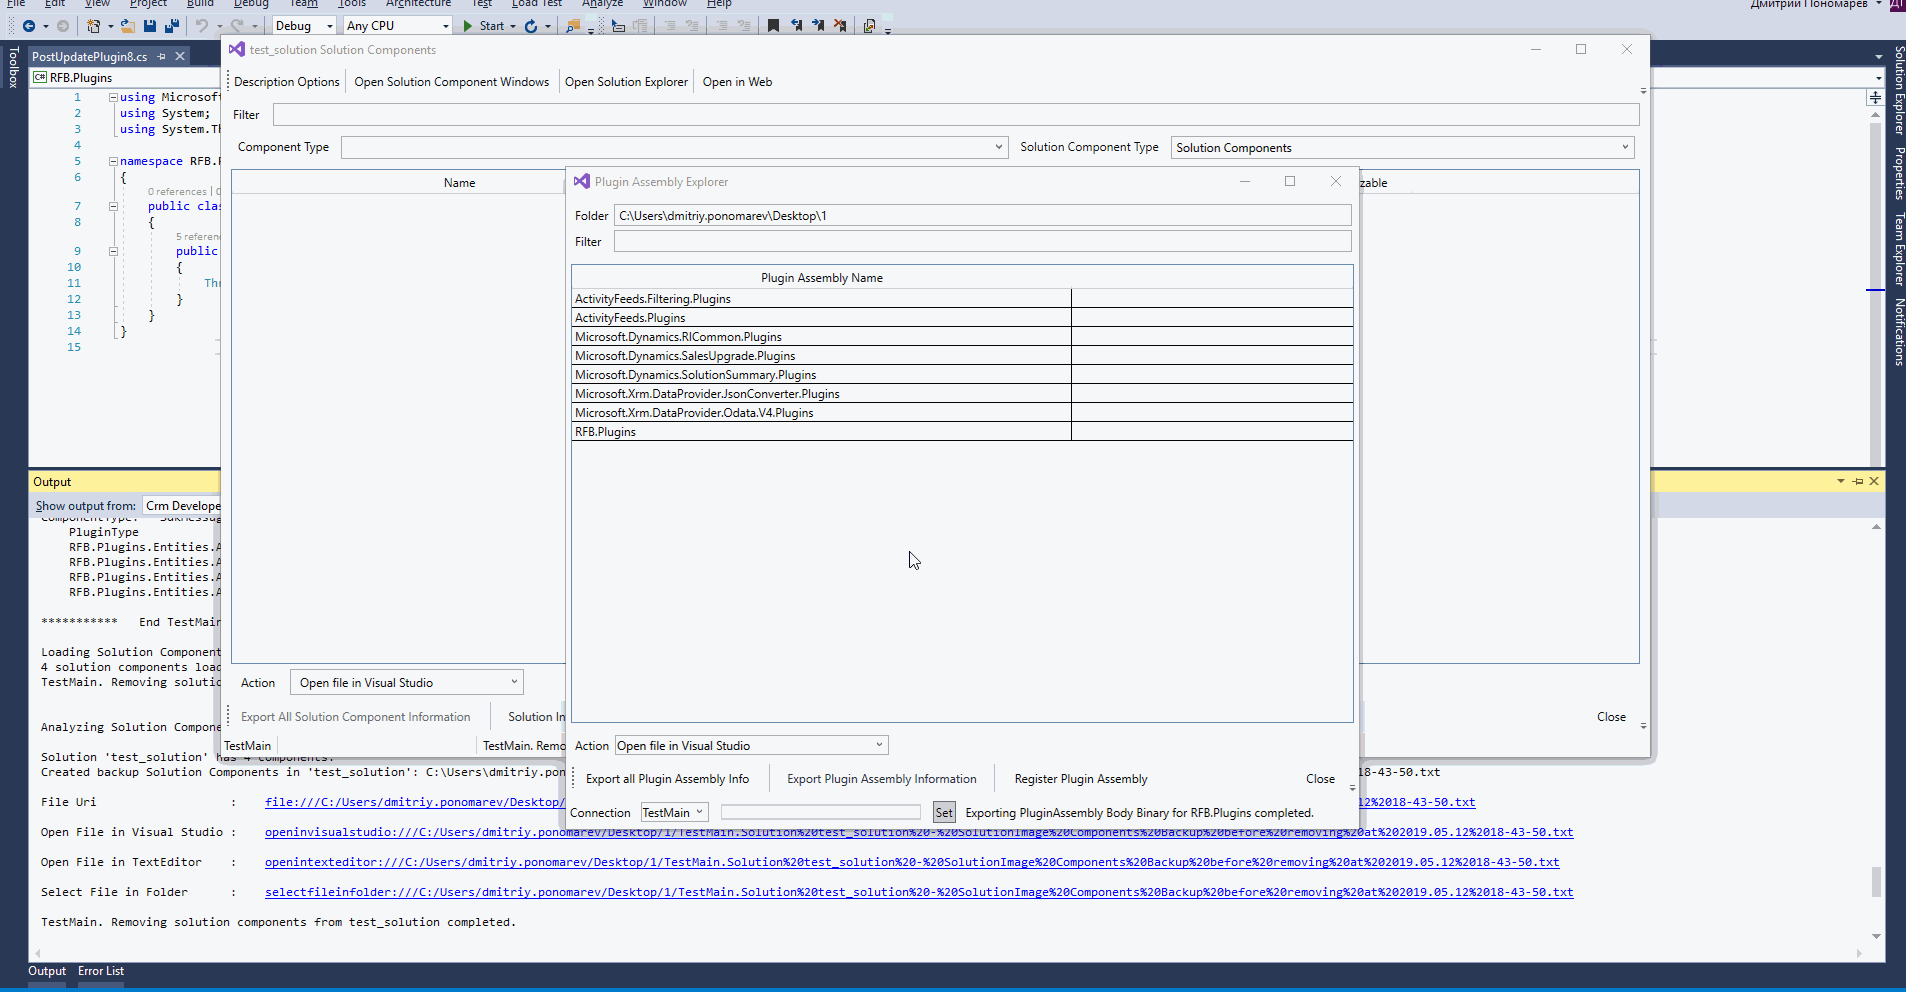 File Edit View Project Build Debug Team Tools Architecture Test Load Test Analyze Window Help Дмитрий Пономарев ДП
Debug Any CPU Start
PostUpdatePlugin8.cs
RFB.Plugins
1 using Microsoft
2 using System;
3 using System.Th
4
5 namespace RFB.P
6 {
0 references | 0
7 public clas
8 {
5 referen
9 public
10 {
11 Thr
12 }
13 }
14 }
15
Toolbox
Solution Explorer
Properties
Team Explorer
Notifications
test_solution Solution Components
Description Options Open Solution Component Windows Open Solution Explorer Open in Web
Filter
Component Type Solution Component Type Solution Components
Name zable
Action Open file in Visual Studio
Export All Solution Component Information Solution In Close
TestMain TestMain. Remo
Plugin Assembly Explorer
Folder C:\Users\dmitriy.ponomarev\Desktop\1
Filter
Plugin Assembly Name
ActivityFeeds.Filtering.Plugins
ActivityFeeds.Plugins
Microsoft.Dynamics.RICommon.Plugins
Microsoft.Dynamics.SalesUpgrade.Plugins
Microsoft.Dynamics.SolutionSummary.Plugins
Microsoft.Xrm.DataProvider.JsonConverter.Plugins
Microsoft.Xrm.DataProvider.Odata.V4.Plugins
RFB.Plugins
Action Open file in Visual Studio
Export all Plugin Assembly Info Export Plugin Assembly Information Register Plugin Assembly Close
Connection TestMain Set Exporting PluginAssembly Body Binary for RFB.Plugins completed.
Output
Show output from: Crm Develope
ComponentType: SdkMessag
PluginType
RFB.Plugins.Entities.A
RFB.Plugins.Entities.A
RFB.Plugins.Entities.A
RFB.Plugins.Entities.A
*********** End TestMain
Loading Solution Component
4 solution components load
TestMain. Removing solutio
Analyzing Solution Compone
Solution 'test_solution' has 4 components.
Created backup Solution Components in 'test_solution': C:\Users\dmitriy.pon 18-43-50.txt
File Uri : file:///C:/Users/dmitriy.ponomarev/Desktop/ 12%2018-43-50.txt
Open File in Visual Studio : openinvisualstudio:///C:/Users/dmitriy.ponomarev/Desktop/1/TestMain.Solution%20test_solution%20-%20SolutionImage%20Components%20Backup%20before%20removing%20at%202019.05.12%2018-43-50.txt
Open File in TextEditor : openintexteditor:///C:/Users/dmitriy.ponomarev/Desktop/1/TestMain.Solution%20test_solution%20-%20SolutionImage%20Components%20Backup%20before%20removing%20at%202019.05.12%2018-43-50.txt
Select File in Folder : selectfileinfolder:///C:/Users/dmitriy.ponomarev/Desktop/1/TestMain.Solution%20test_solution%20-%20SolutionImage%20Components%20Backup%20before%20removing%20at%202019.05.12%2018-43-50.txt
TestMain. Removing solution components from test_solution completed.
Output Error List